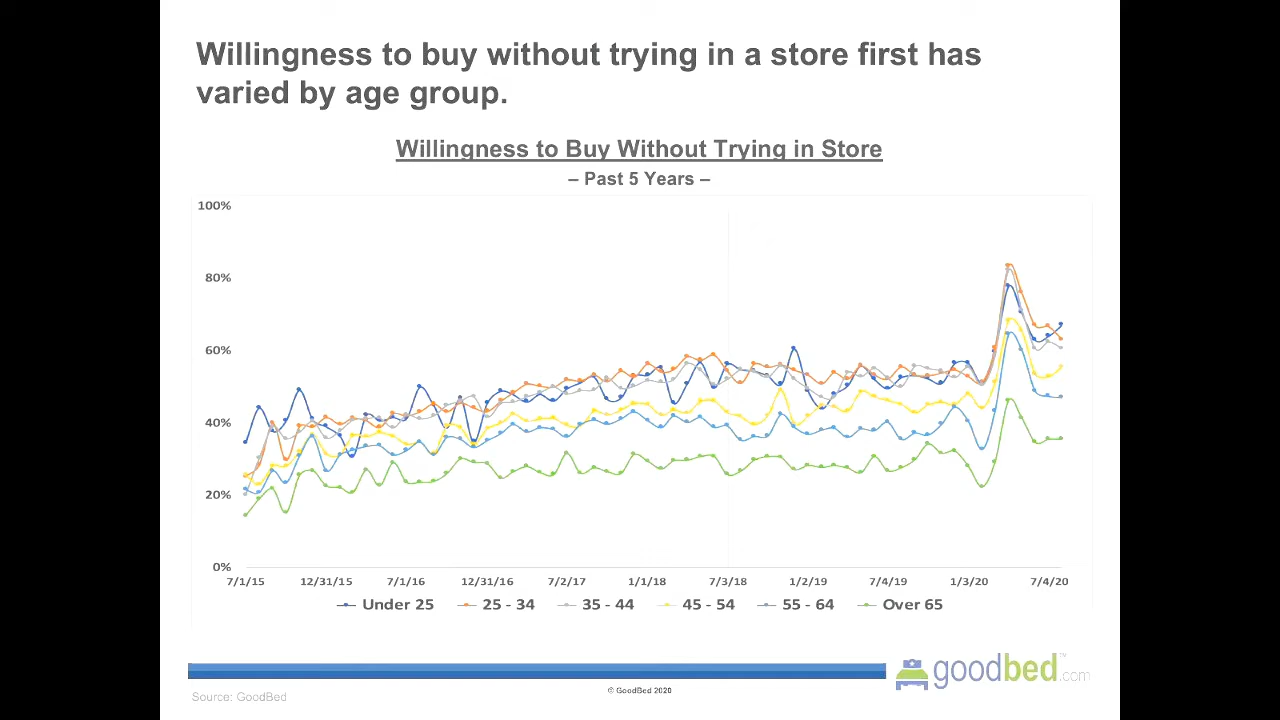 Willingness to buy without trying in a store first has
varied by age group.
Willingness to Buy Without Trying in Store
– Past 5 Years –
100%
80%
60%
40%
20%
0%
7/1/15 12/31/15 7/1/16 12/31/16 7/2/17 1/1/18 7/3/18 1/2/19 7/4/19 1/3/20 7/4/20
Under 25 25 - 34 35 - 44 45 - 54 55 - 64 Over 65
goodbed.com™
Source: GoodBed
© GoodBed 2020